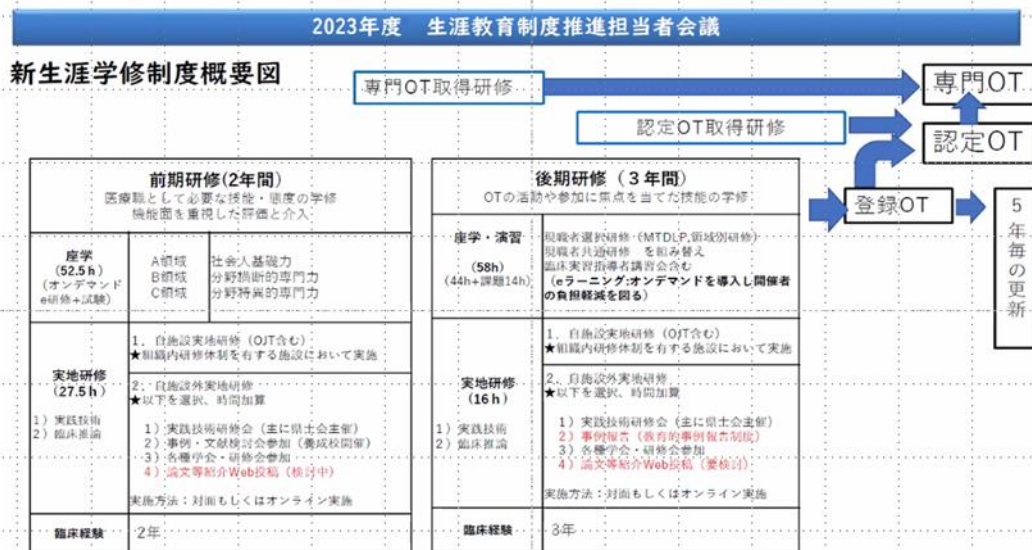 2023年度　生涯教育制度推進担当者会議
新生涯学修制度概要図
専門OT取得研修
専門OT
認定OT取得研修
認定OT
登録OT
5年毎の更新
前期研修(2年間)
医療職として必要な技能・態度の学修
機能面を重視した評価と介入
座学
(52.5h)
(オンデマンド
e研修+試験)
A領域　社会人基礎力
B領域　分野横断的専門力
C領域　分野特異的専門力
実地研修
(27.5h)
1）実践技術
2）臨床推論
1．自施設実地研修（OJT含む）
★組織内研修体制を有する施設において実施
2．自施設外実地研修
★以下を選択、時間加算
1）実践技術研修会（主に県士会主催）
2）事例・文献検討会参加（養成校開催）
3）各種学会・研修会参加
4）論文等紹介Web投稿（検討中）
実施方法：対面もしくはオンライン実施
臨床経験　2年
後期研修（3年間）
OTの活動や参加に焦点を当てた技能の学修
座学・演習
(58h)
(44h+課題14h)
現職者選択研修（MTDLP,領域別研修）
現職者共通研修　を組み替え
臨床実習指導者講習会含む
（eラーニング:オンデマンドを導入し開催者
の負担軽減を図る）
実地研修
(16h)
1）実践技術
2）臨床推論
1．自施設実地研修（OJT含む）
★組織内研修体制を有する施設において実施
2．自施設外実地研修
★以下を選択、時間加算
1）実践技術研修会（主に県士会主催）
2）事例報告（教育的事例報告制度）
3）各種学会・研修会参加
4）論文等紹介Web投稿（要検討）
実施方法：対面もしくはオンライン実施
臨床経験　3年